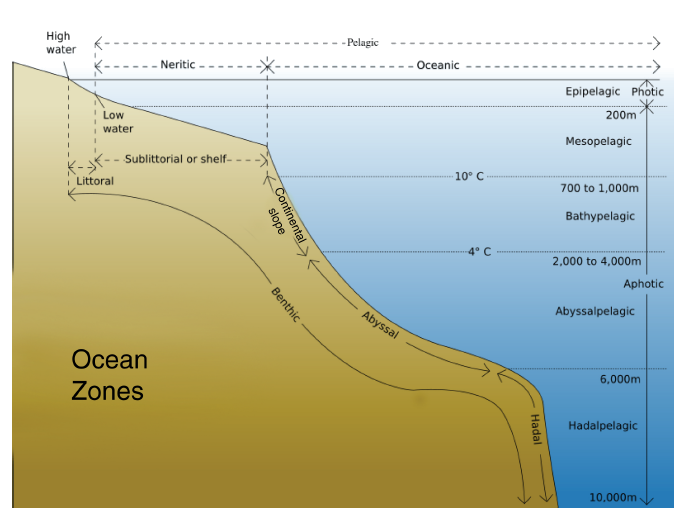 High
water
Pelagic
Neritic
Oceanic
Epipelagic
Photic
200m
Low
water
Mesopelagic
Sublittorial or shelf
Littoral
10° C
700 to 1,000m
Continental
slope
Bathypelagic
4° C
2,000 to 4,000m
Aphotic
Benthic
Abyssal
Abyssalpelagic
Ocean
Zones
6,000m
Hadal
Hadalpelagic
10,000m